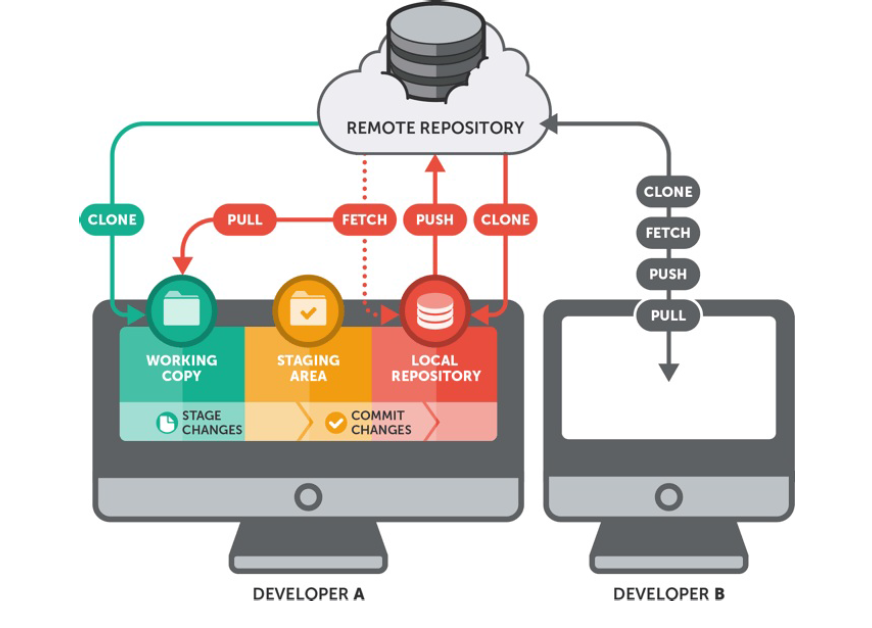 REMOTE REPOSITORY
CLONE
PULL
FETCH
PUSH
CLONE
CLONE
FETCH
PUSH
PULL
WORKING
COPY
STAGING
AREA
LOCAL
REPOSITORY
STAGE
CHANGES
COMMIT
CHANGES
DEVELOPER A
DEVELOPER B